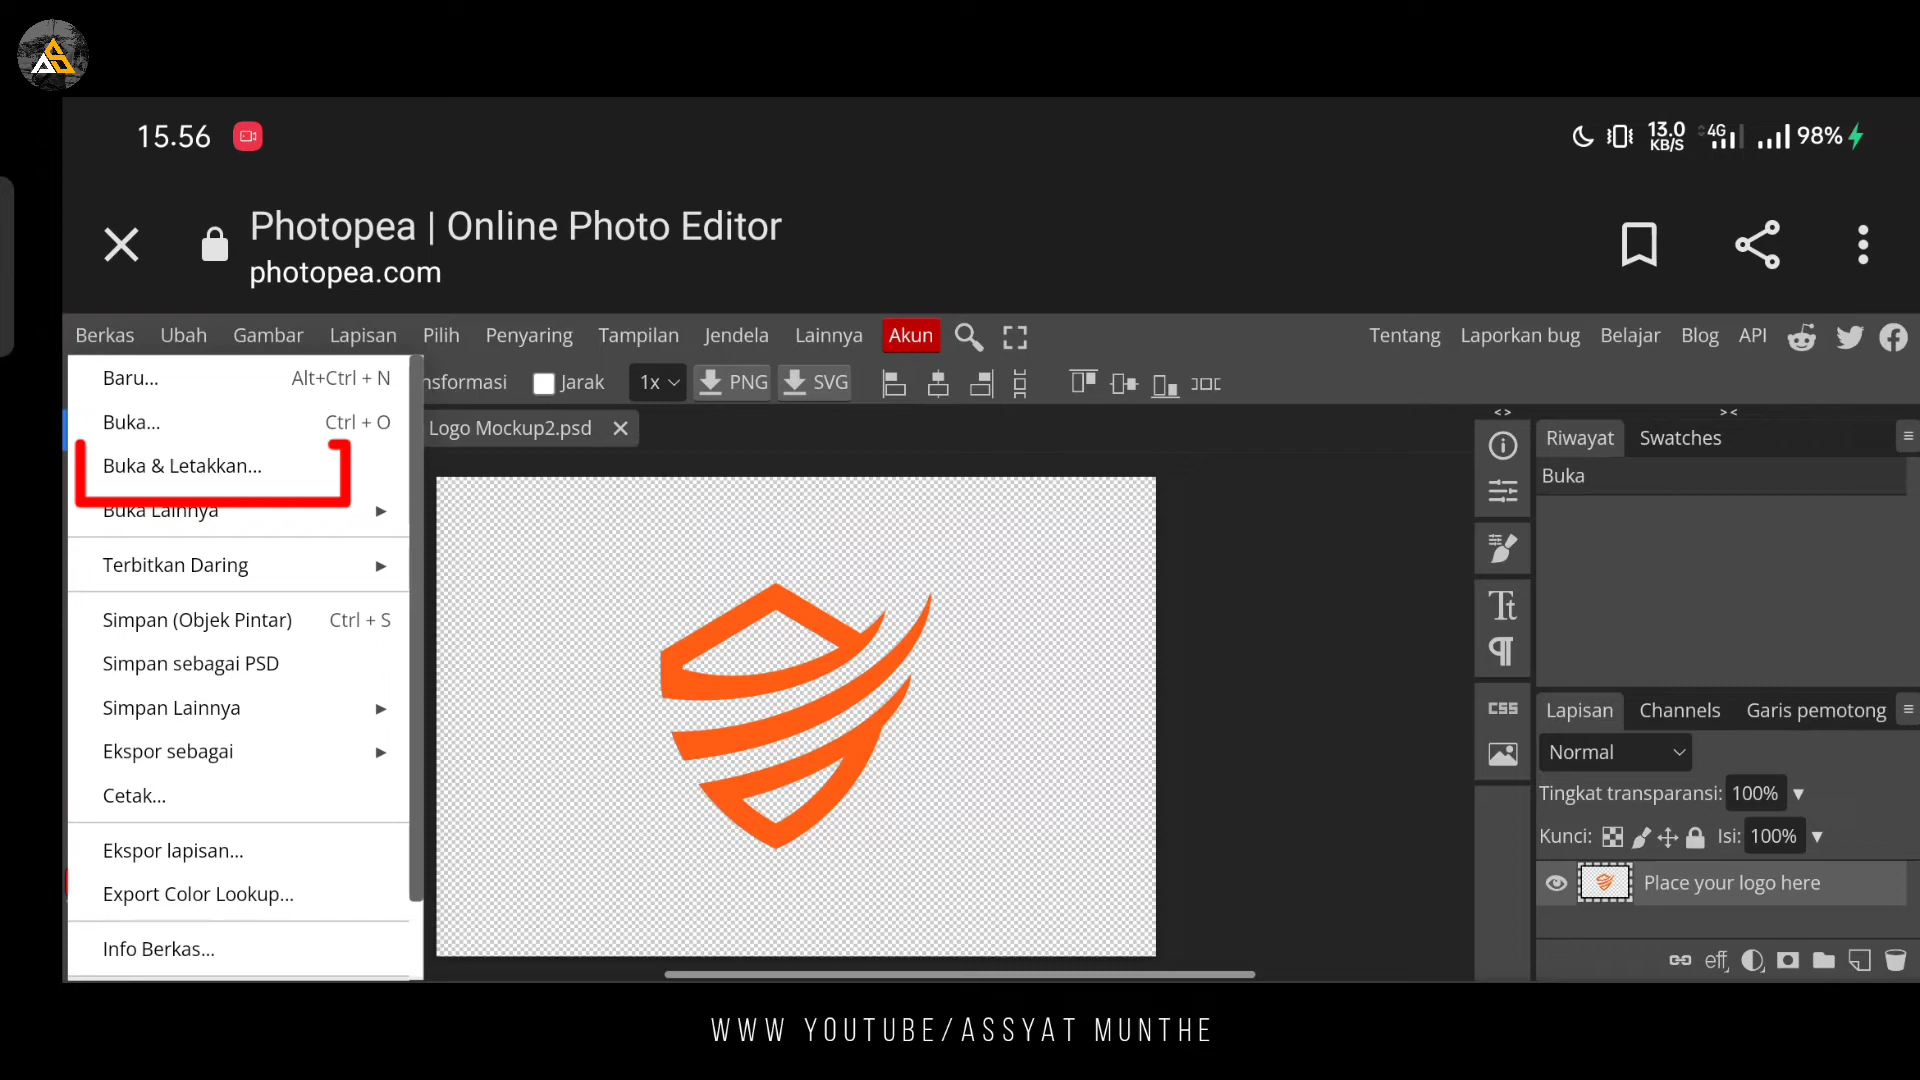 15.56
13.0 KB/S 4G 98%
Photopea | Online Photo Editor
photopea.com
Berkas Ubah Gambar Lapisan Pilih Penyaring Tampilan Jendela Lainnya Akun Tentang Laporkan bug Belajar Blog API
nsformasi Jarak 1x PNG SVG
Baru... Alt+Ctrl + N
Buka... Ctrl + O
Buka & Letakkan...
Buka Lainnya
Terbitkan Daring
Simpan (Objek Pintar) Ctrl + S
Simpan sebagai PSD
Simpan Lainnya
Ekspor sebagai
Cetak...
Ekspor lapisan...
Export Color Lookup...
Info Berkas...
Logo Mockup2.psd
< > > <
Riwayat Swatches
Buka
Tt
CSS
Lapisan Channels Garis pemotong
Normal
Tingkat transparansi: 100%
Kunci: Isi: 100%
Place your logo here
eff
WWW YOUTUBE/ASSYAT MUNTHE